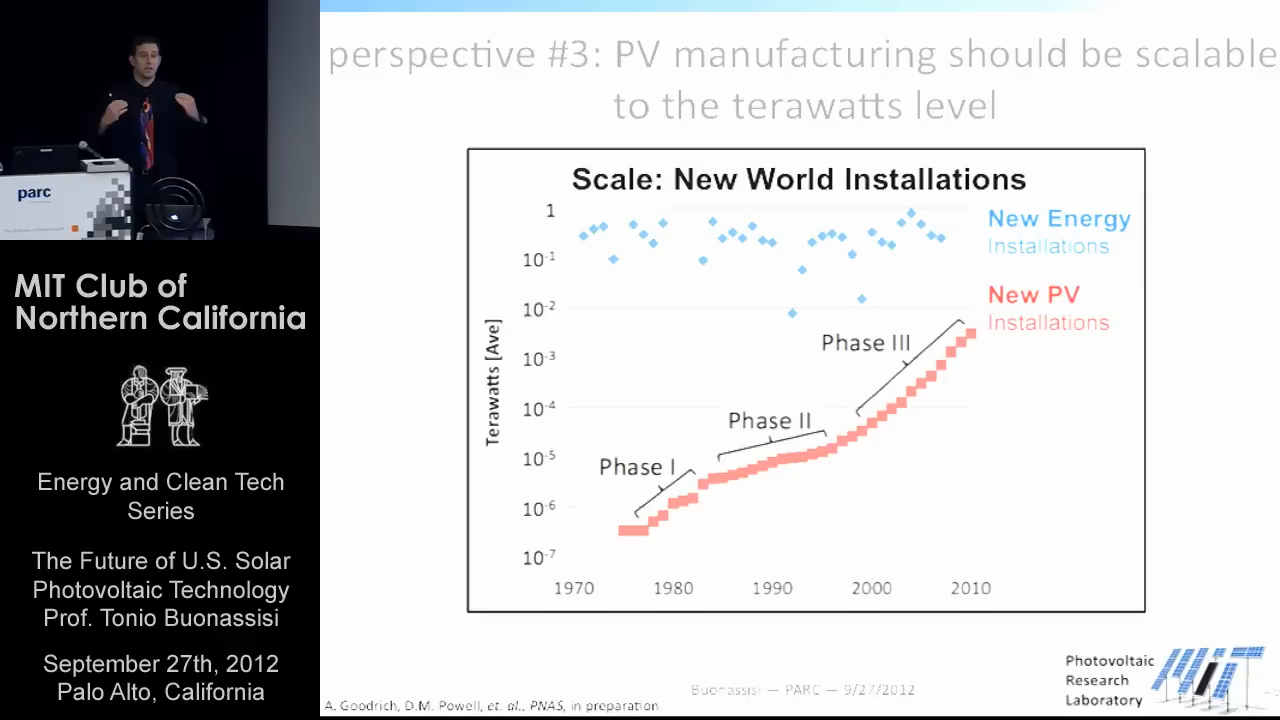 perspective #3: PV manufacturing should be scalable
to the terawatts level
parc
MIT Club of
Northern California
Energy and Clean Tech
Series
The Future of U.S. Solar
Photovoltaic Technology
Prof. Tonio Buonassisi
September 27th, 2012
Palo Alto, California
Scale: New World Installations
Terawatts [Ave]
1
10-1
10-2
10-3
10-4
10-5
10-6
10-7
1970 1980 1990 2000 2010
Phase I
Phase II
Phase III
New Energy
Installations
New PV
Installations
Buonassisi — PARC — 9/27/2012
A. Goodrich, D.M. Powell, et. al., PNAS, in preparation
Photovoltaic
Research
Laboratory
MIT